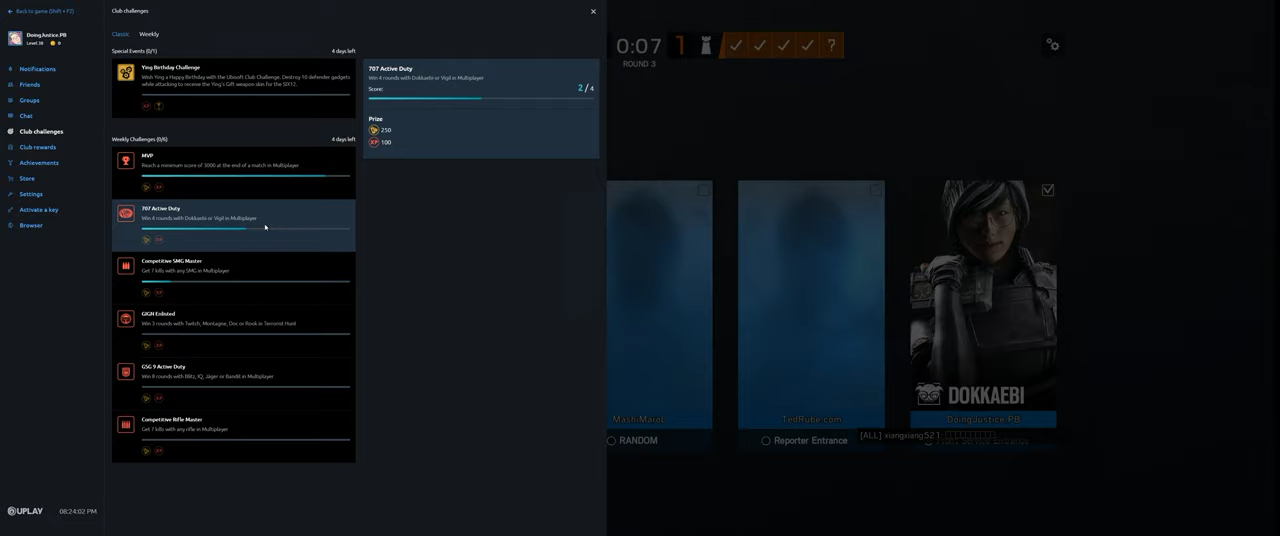 Back to game (Shift + F2)
DoingJustice.PB
Level 38 0
Notifications
Friends
Groups
Chat
Club challenges
Club rewards
Achievements
Store
Settings
Activate a key
Browser
UPLAY 08:24:02 PM
Club challenges
Classic Weekly
Special Events (0/1) 4 days left
Ying Birthday Challenge
Wish Ying a Happy Birthday with the Ubisoft Club Challenge. Destroy 10 defender gadgets
while attacking to receive the Ying's Gift weapon skin for the SIX12.
XP
Weekly Challenges (0/6) 4 days left
MVP
Reach a minimum score of 3000 at the end of a match in Multiplayer
XP
707 Active Duty
Win 4 rounds with Dokkaebi or Vigil in Multiplayer
XP
Competitive SMG Master
Get 7 kills with any SMG in Multiplayer
XP
GIGN Enlisted
Win 3 rounds with Twitch, Montagne, Doc or Rook in Terrorist Hunt
XP
GSG 9 Active Duty
Win 8 rounds with Blitz, IQ, Jäger or Bandit in Multiplayer
XP
Competitive Rifle Master
Get 7 kills with any rifle in Multiplayer
XP
707 Active Duty
Win 4 rounds with Dokkaebi or Vigil in Multiplayer
Score: 2/4
Prize
250
XP 100
0:07 1 ?
ROUND 3
DOKKAEBI
MashiMaroL TedRube.com DoingJustice.PB
RANDOM Reporter Entrance
[ALL] xiangxiang521: